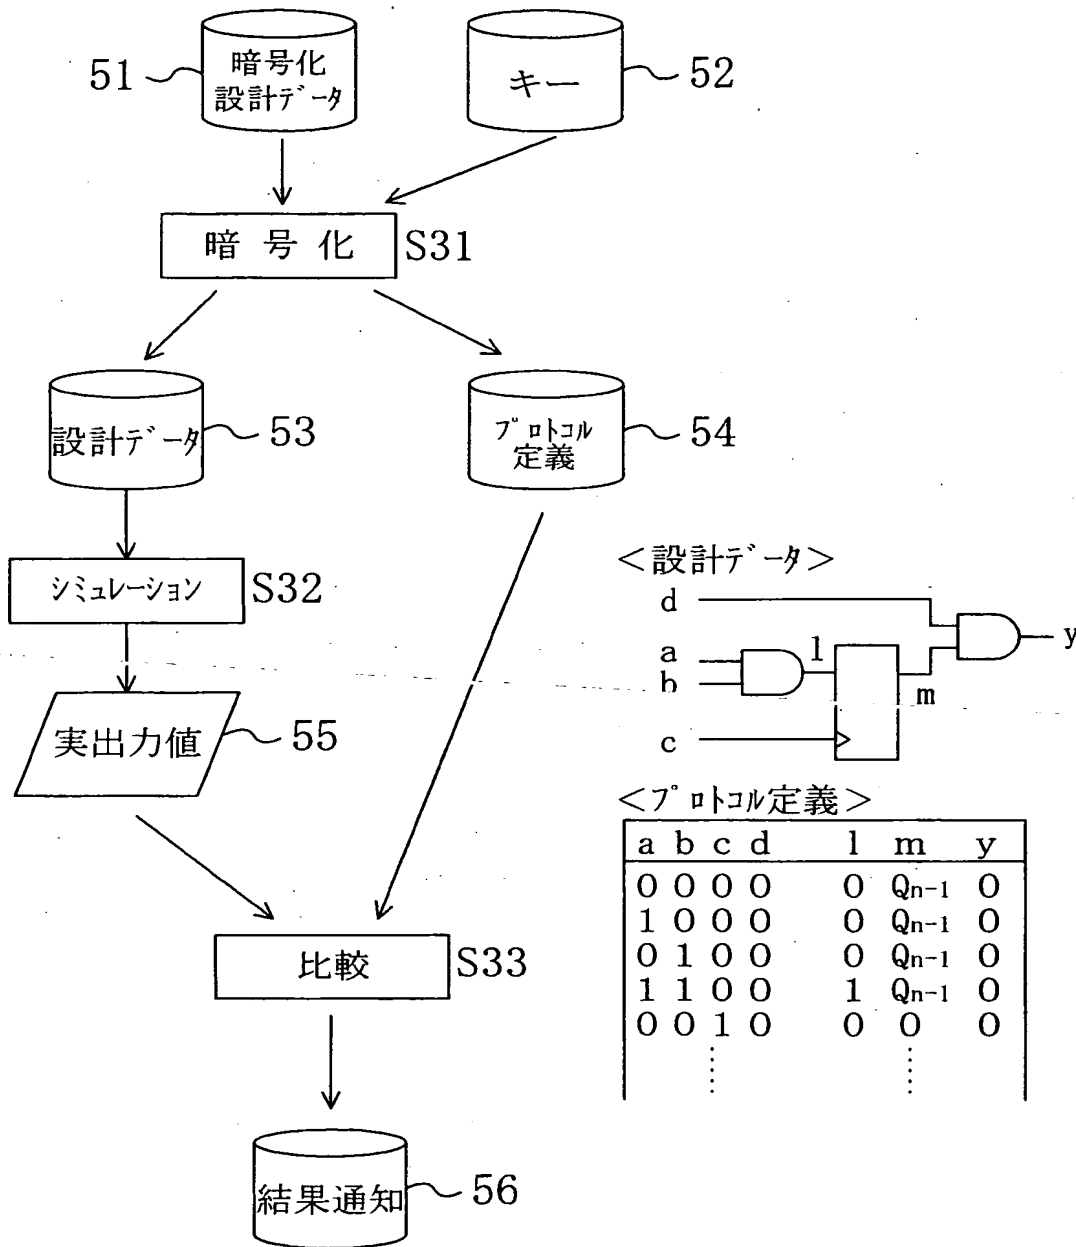 51
暗号化
設計データ
キー
52
暗号化
S31
設計データ
53
プロトコル
定義
54
シミュレーション
S32
実出力値
55
比較
S33
結果通知
56
<設計データ>
d
a
b
c
l
m
y
<プロトコル定義>
a b c d l m y
0 0 0 0 0 Qn-1 0
1 0 0 0 0 Qn-1 0
0 1 0 0 0 Qn-1 0
1 1 0 0 1 Qn-1 0
0 0 1 0 0 0 0